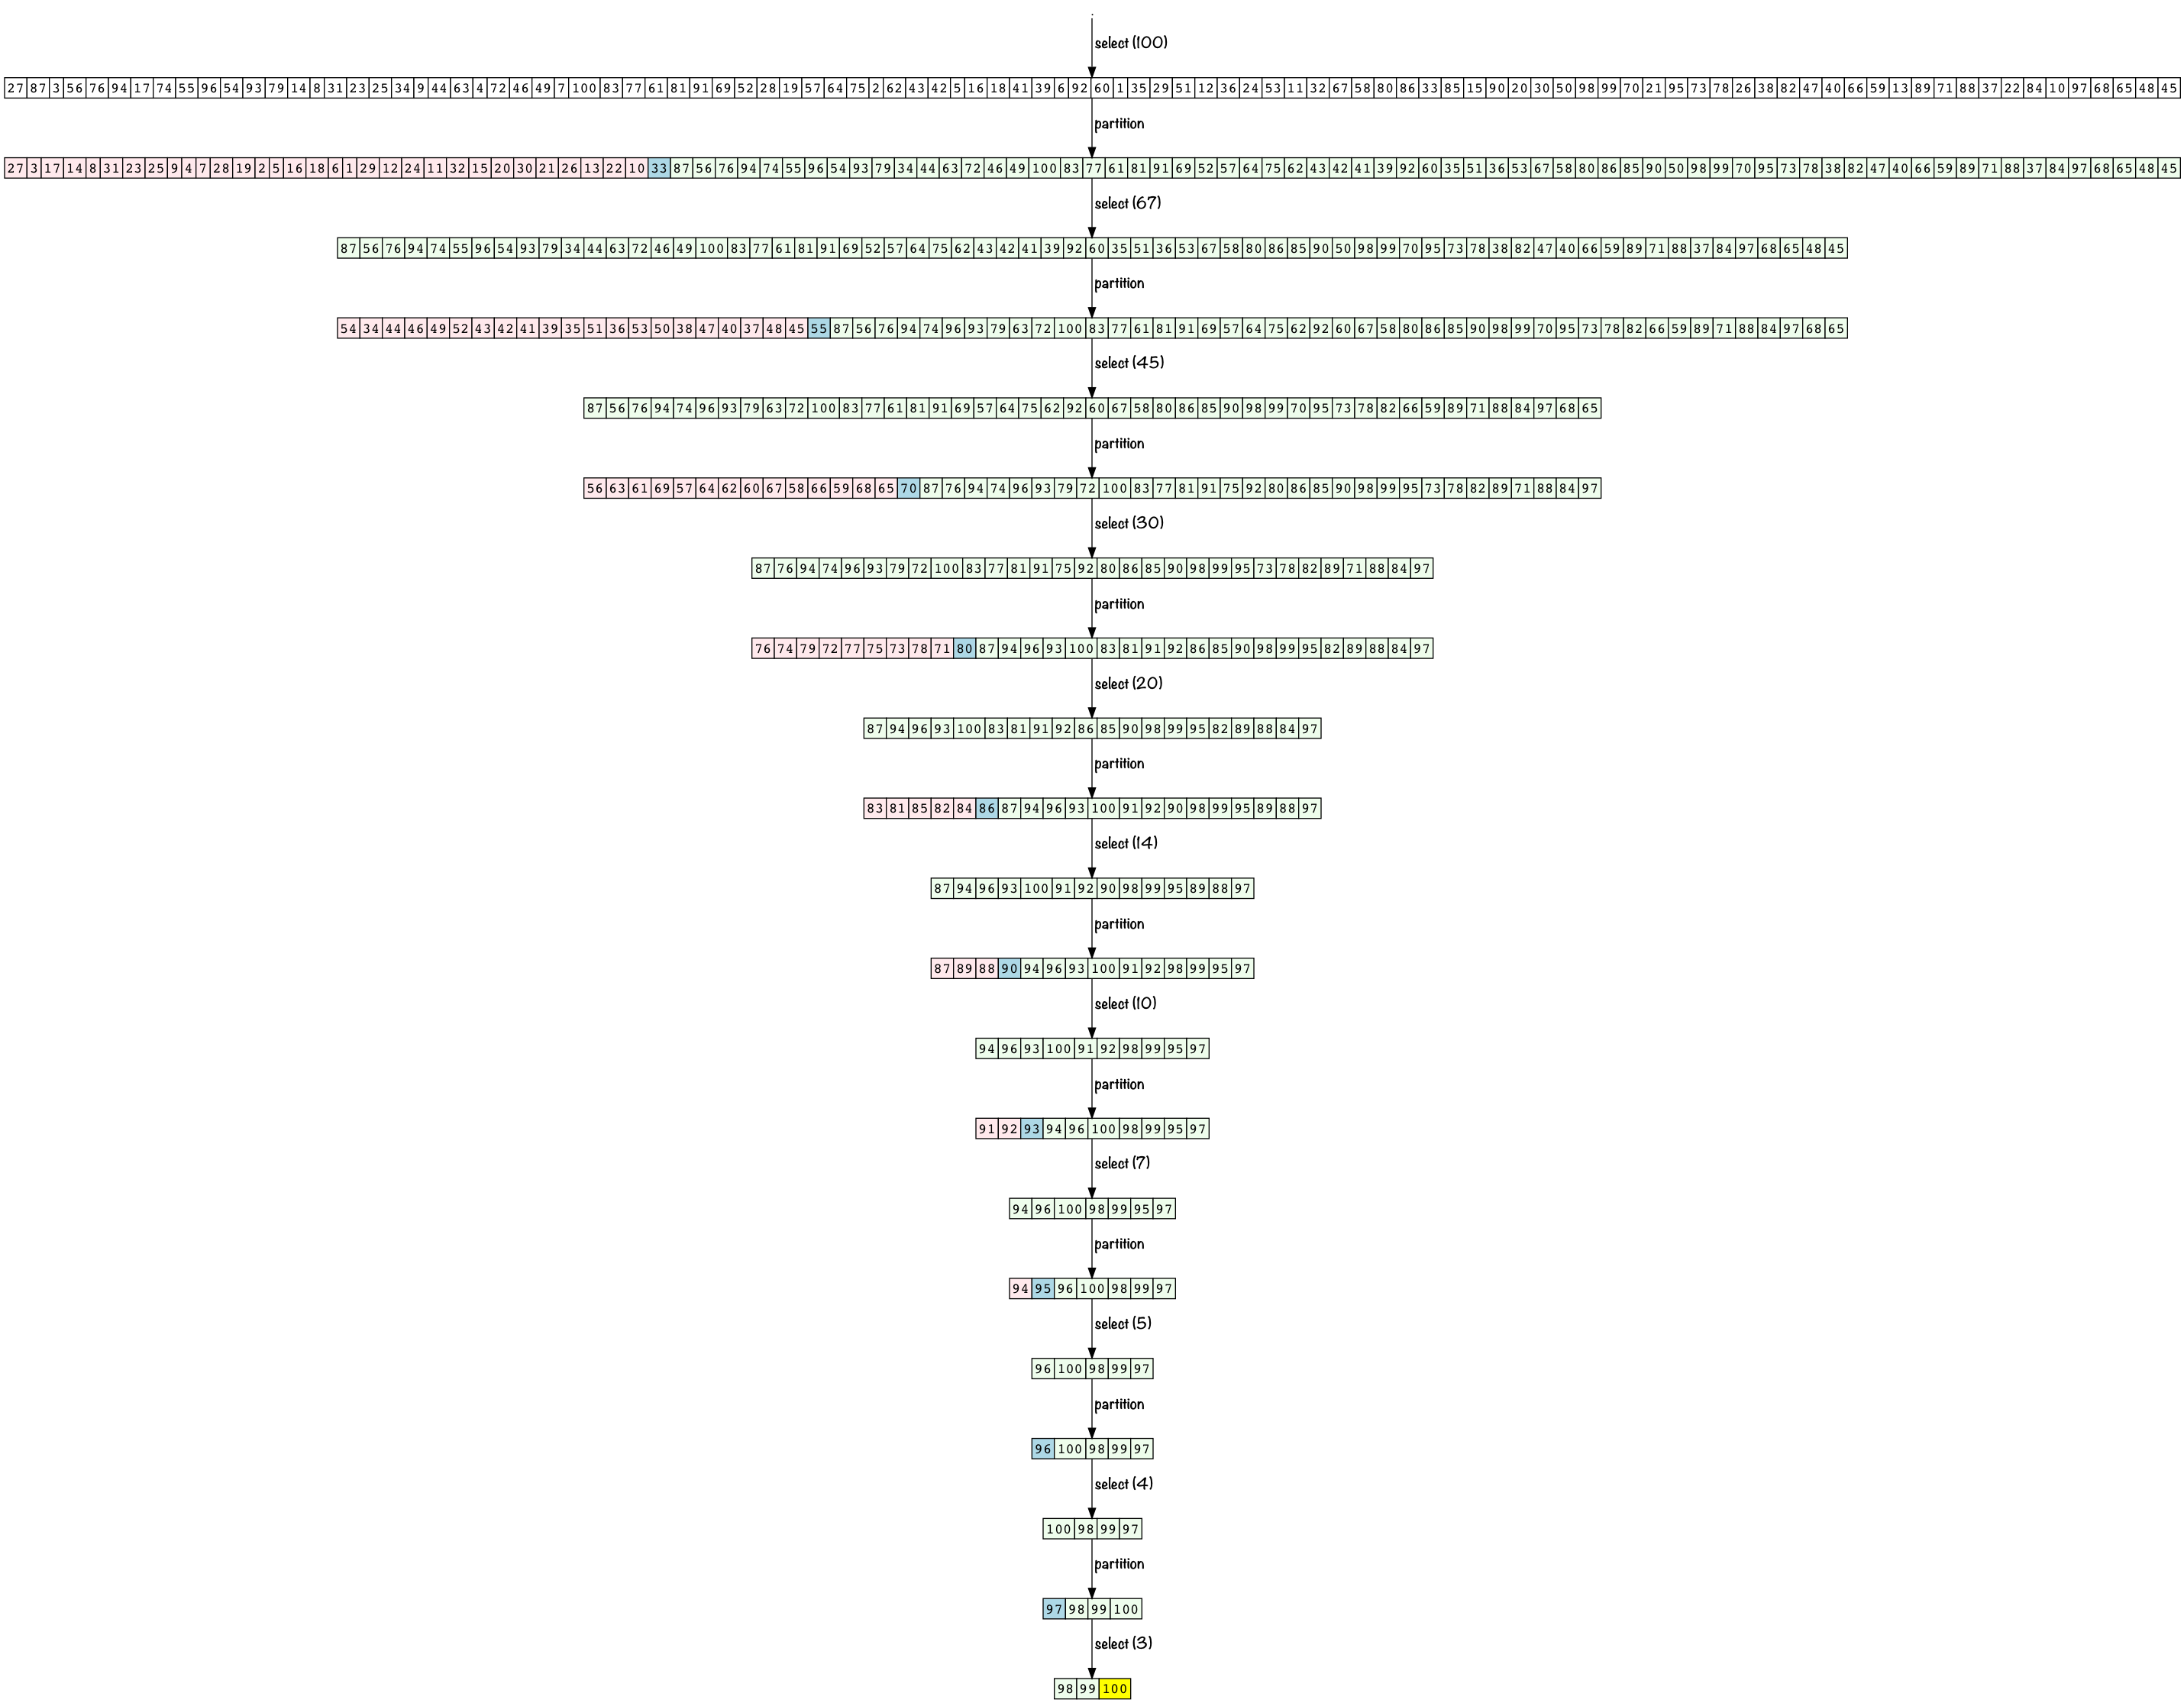 .
select (100)
27 87 3 56 76 94 17 74 55 96 54 93 79 14 8 31 23 25 34 9 44 63 4 72 46 49 7 100 83 77 61 81 91 69 52 28 19 57 64 75 2 62 43 42 5 16 18 41 39 6 92 60 1 35 29 51 12 36 24 53 11 32 67 58 80 86 33 85 15 90 20 30 50 98 99 70 21 95 73 78 26 38 82 47 40 66 59 13 89 71 88 37 22 84 10 97 68 65 48 45
partition
27 3 17 14 8 31 23 25 9 4 7 28 19 2 5 16 18 6 1 29 12 24 11 32 15 20 30 21 26 13 22 10 33 87 56 76 94 74 55 96 54 93 79 34 44 63 72 46 49 100 83 77 61 81 91 69 52 57 64 75 62 43 42 41 39 92 60 35 51 36 53 67 58 80 86 85 90 50 98 99 70 95 73 78 38 82 47 40 66 59 89 71 88 37 84 97 68 65 48 45
select (67)
87 56 76 94 74 55 96 54 93 79 34 44 63 72 46 49 100 83 77 61 81 91 69 52 57 64 75 62 43 42 41 39 92 60 35 51 36 53 67 58 80 86 85 90 50 98 99 70 95 73 78 38 82 47 40 66 59 89 71 88 37 84 97 68 65 48 45
partition
54 34 44 46 49 52 43 42 41 39 35 51 36 53 50 38 47 40 37 48 45 55 87 56 76 94 74 96 93 79 63 72 100 83 77 61 81 91 69 57 64 75 62 92 60 67 58 80 86 85 90 98 99 70 95 73 78 82 66 59 89 71 88 84 97 68 65
select (45)
87 56 76 94 74 96 93 79 63 72 100 83 77 61 81 91 69 57 64 75 62 92 60 67 58 80 86 85 90 98 99 70 95 73 78 82 66 59 89 71 88 84 97 68 65
partition
56 63 61 69 57 64 62 60 67 58 66 59 68 65 70 87 76 94 74 96 93 79 72 100 83 77 81 91 75 92 80 86 85 90 98 99 95 73 78 82 89 71 88 84 97
select (30)
87 76 94 74 96 93 79 72 100 83 77 81 91 75 92 80 86 85 90 98 99 95 73 78 82 89 71 88 84 97
partition
76 74 79 72 77 75 73 78 71 80 87 94 96 93 100 83 81 91 92 86 85 90 98 99 95 82 89 88 84 97
select (20)
87 94 96 93 100 83 81 91 92 86 85 90 98 99 95 82 89 88 84 97
partition
83 81 85 82 84 86 87 94 96 93 100 91 92 90 98 99 95 89 88 97
select (14)
87 94 96 93 100 91 92 90 98 99 95 89 88 97
partition
87 89 88 90 94 96 93 100 91 92 98 99 95 97
select (10)
94 96 93 100 91 92 98 99 95 97
partition
91 92 93 94 96 100 98 99 95 97
select (7)
94 96 100 98 99 95 97
partition
94 95 96 100 98 99 97
select (5)
96 100 98 99 97
partition
96 100 98 99 97
select (4)
100 98 99 97
partition
97 98 99 100
select (3)
98 99 100